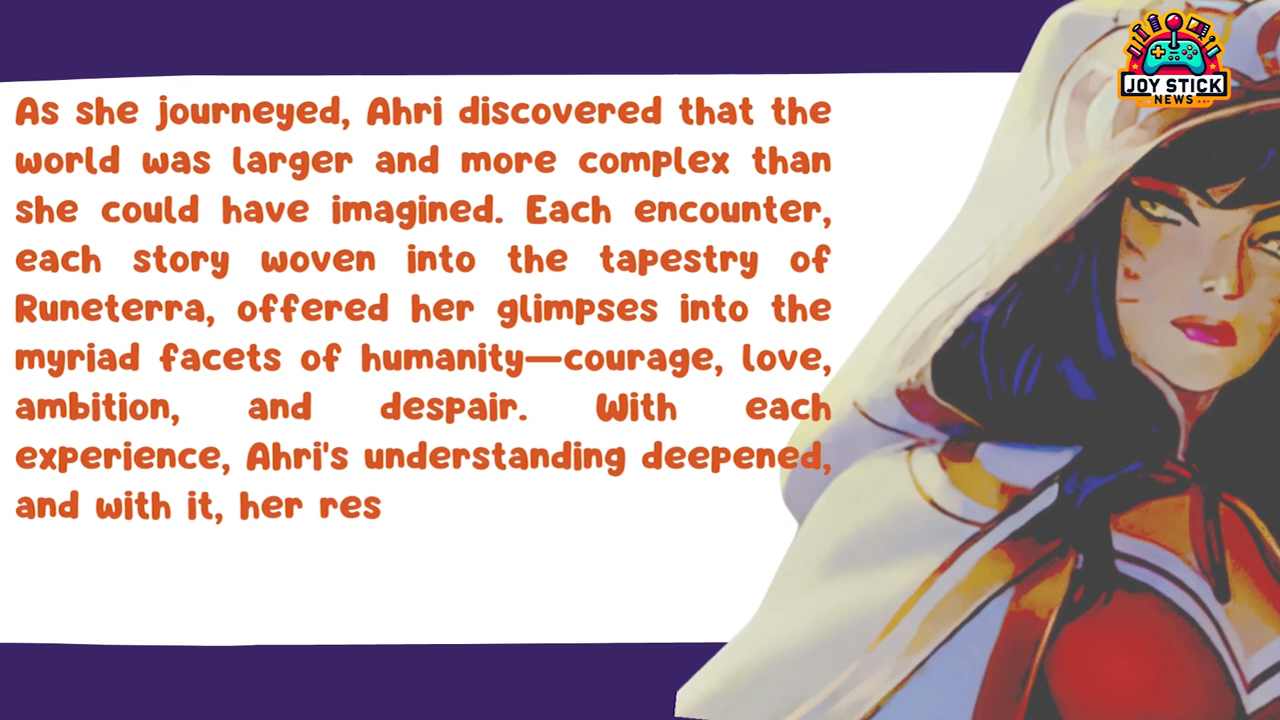 As she journeyed, Ahri discovered that the
world was larger and more complex than
she could have imagined. Each encounter,
each story woven into the tapestry of
Runeterra, offered her glimpses into the
myriad facets of humanity—courage, love,
ambition, and despair. With each
experience, Ahri's understanding deepened,
and with it, her res
JOY STICK
NEWS